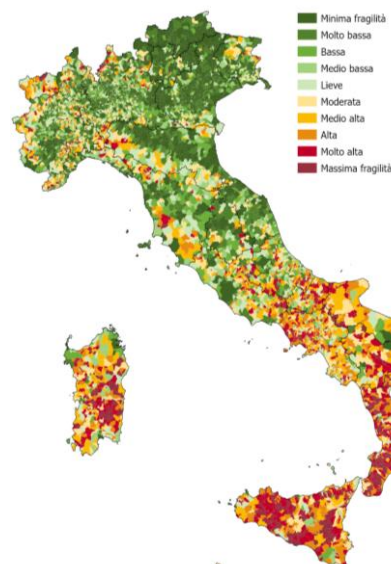 Minima fragilità
Molto bassa
Bassa
Medio bassa
Lieve
Moderata
Medio alta
Alta
Molto alta
Massima fragilità